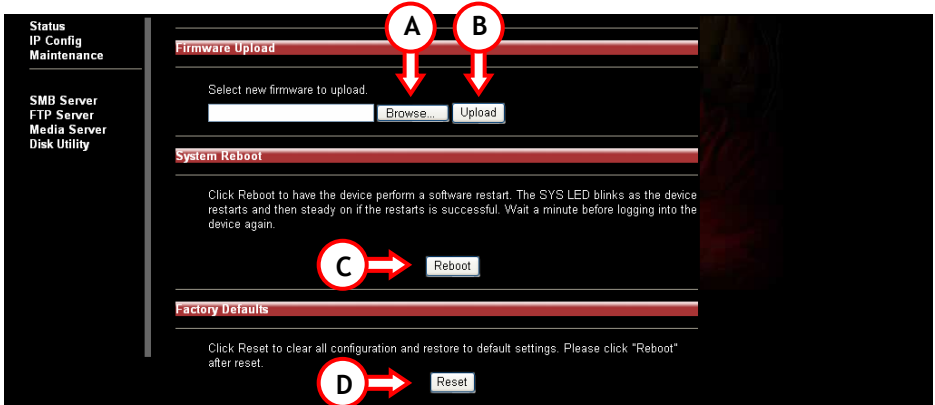 Status
IP Config
Maintenance
SMB Server
FTP Server
Media Server
Disk Utility
A
B
Firmware Upload
Select new firmware to upload.
Browse... Upload
System Reboot
Click Reboot to have the device perform a software restart. The SYS LED blinks as the device
restarts and then steady on if the restarts is successful. Wait a minute before logging into the
device again.
C Reboot
Factory Defaults
Click Reset to clear all configuration and restore to default settings. Please click "Reboot"
after reset.
D Reset